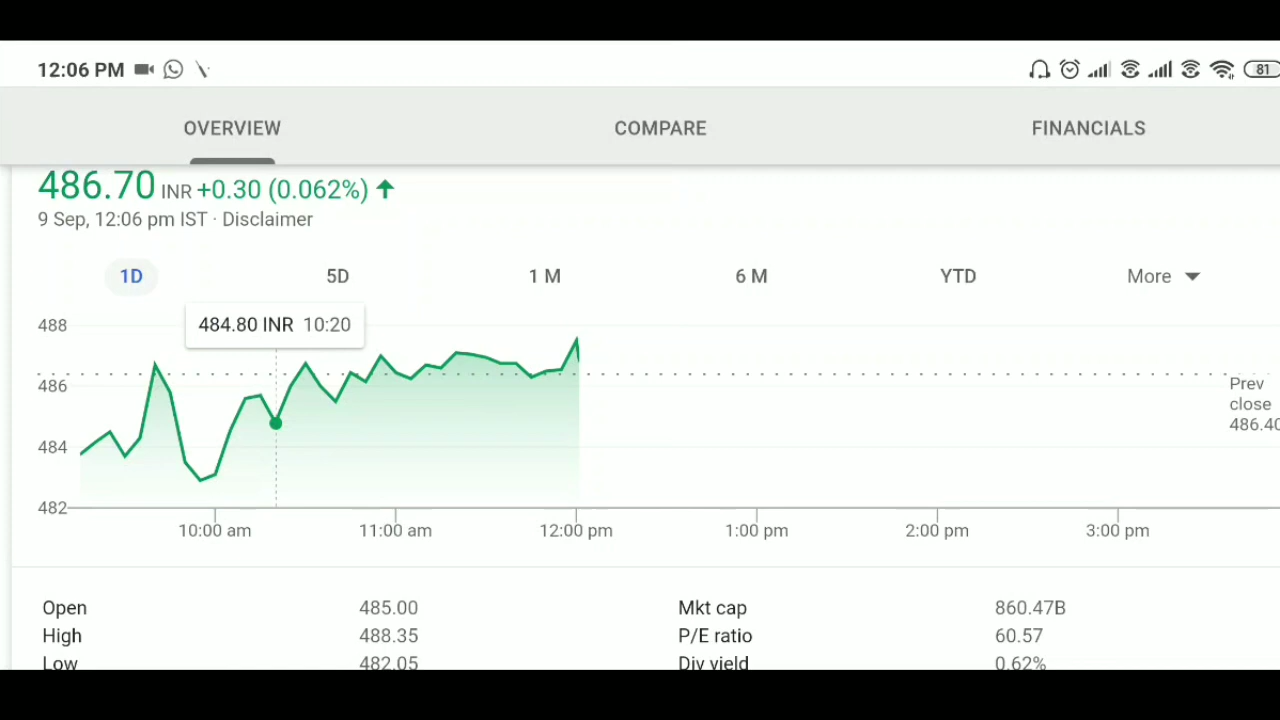 12:06 PM 81
OVERVIEW COMPARE FINANCIALS
486.70 INR +0.30 (0.062%)
9 Sep, 12:06 pm IST · Disclaimer
1D 5D 1 M 6 M YTD More
484.80 INR 10:20
488
486
484
482
Prev
close
486.40
10:00 am 11:00 am 12:00 pm 1:00 pm 2:00 pm 3:00 pm
Open 485.00 Mkt cap 860.47B
High 488.35 P/E ratio 60.57
Low 482.05 Div yield 0.62%